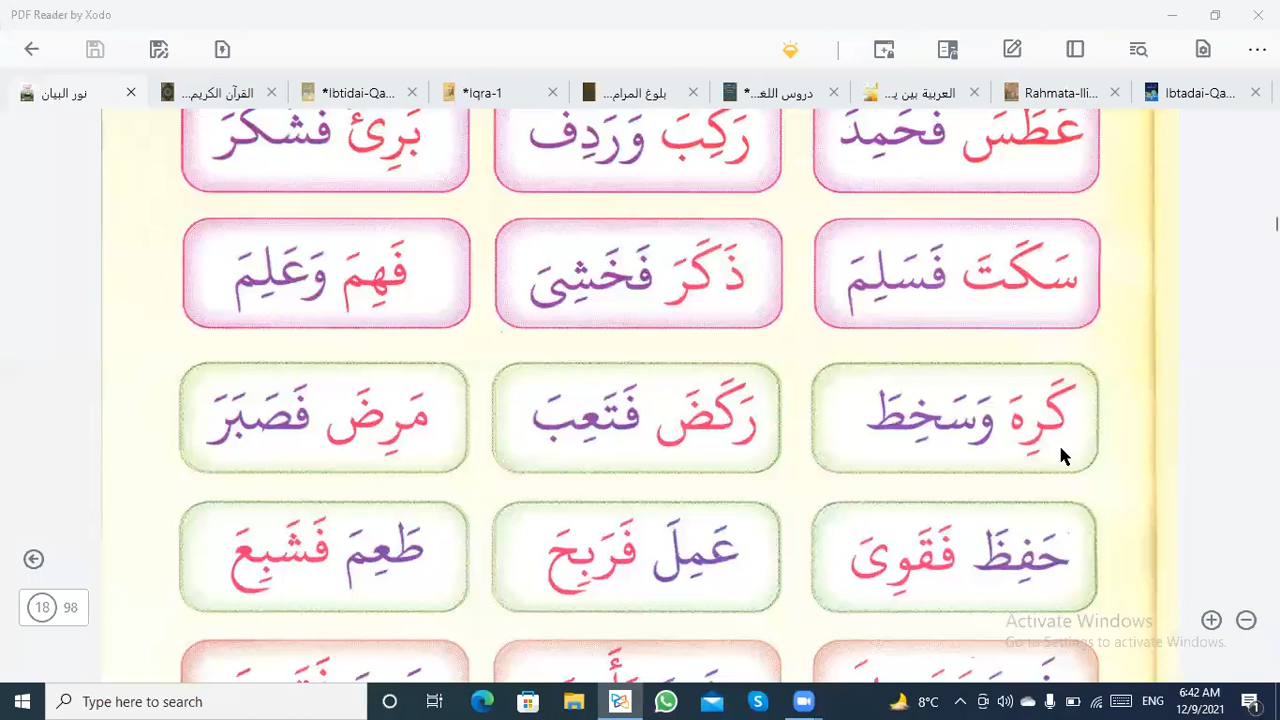 PDF Reader by Xodo
نور البيان
القرآن الكريم...
*Ibtidai-Qa...
*Iqra-1
بلوغ المرام...
*دروس اللغ...
العربية بين ي...
Rahmata-lli...
Ibtadai-Qa...
عَطَسَ فَحَمِدَ
رَكِبَ وَرَدِفَ
بَرِئَ فَشَكَرَ
سَكَتَ فَسَلِمَ
ذَكَرَ فَخَشِىَ
فَهِمَ وَعَلِمَ
كَرِهَ وَسَخِطَ
رَكَضَ فَتَعِبَ
مَرِضَ فَصَبَرَ
حَفِظَ فَقَوِىَ
عَمِلَ فَرَبِحَ
طَعِمَ فَشَبِعَ
18 98
Activate Windows
Go to Settings to activate Windows.
Type here to search
8°C
ENG
6:42 AM
12/9/2021
1